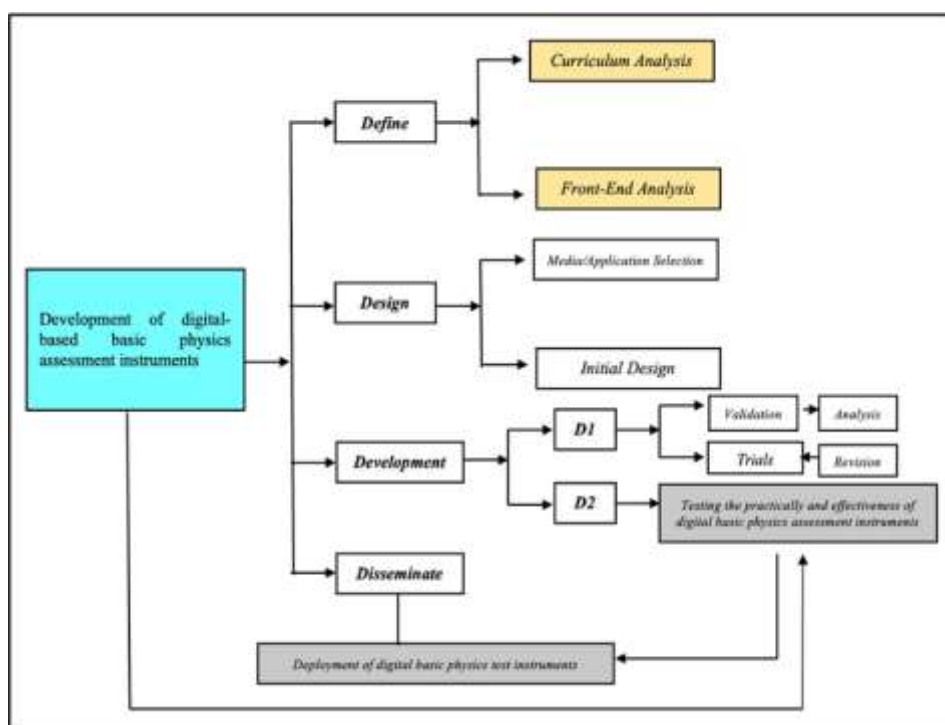 Curriculum Analysis
Define
Front-End Analysis
Media/Application Selection
Development of digital-
based basic physics
assessment instruments
Design
Initial Design
D1
Validation
Analysis
Development
Trials
Revision
D2
Testing the practically and effectiveness of
digital basic physics assessment instruments
Disseminate
Deployment of digital basic physics test instruments